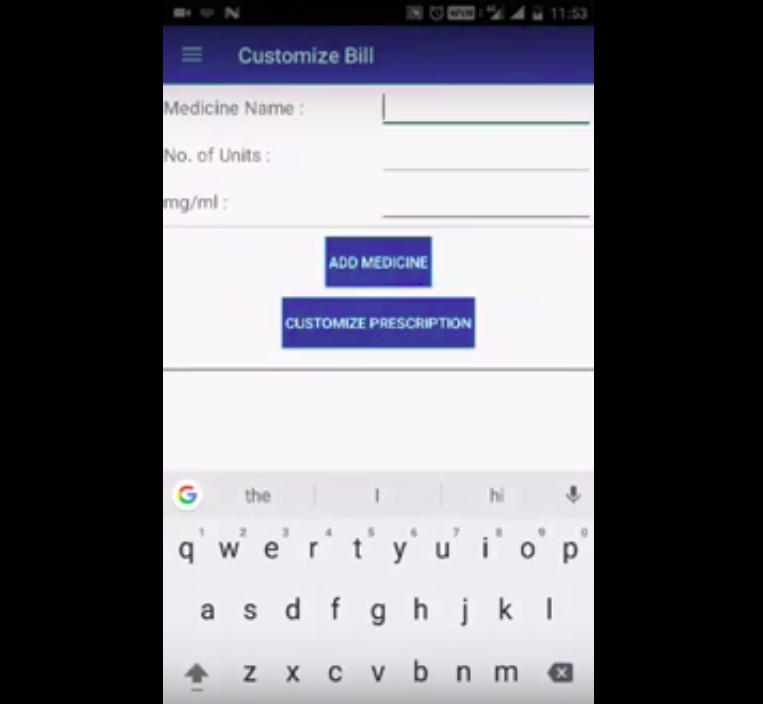 11:53
Customize Bill
Medicine Name :
No. of Units :
mg/ml :
ADD MEDICINE
CUSTOMIZE PRESCRIPTION
the I hi
1 2 3 4 5 6 7 8 9 0
q w e r t y u i o p
a s d f g h j k l
z x c v b n m